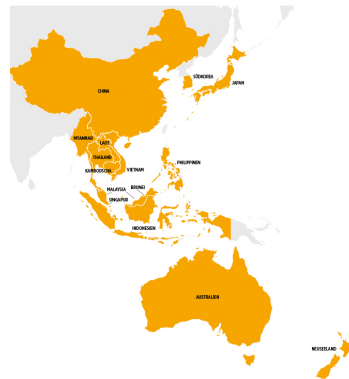 SÜDKOREA
JAPAN
CHINA
MYANMAR
LAOS
THAILAND
PHILIPPINEN
KAMBODSCHA
VIETNAM
MALAYSIA
BRUNEI
SINGAPUR
INDONESIEN
AUSTRALIEN
NEUSEELAND